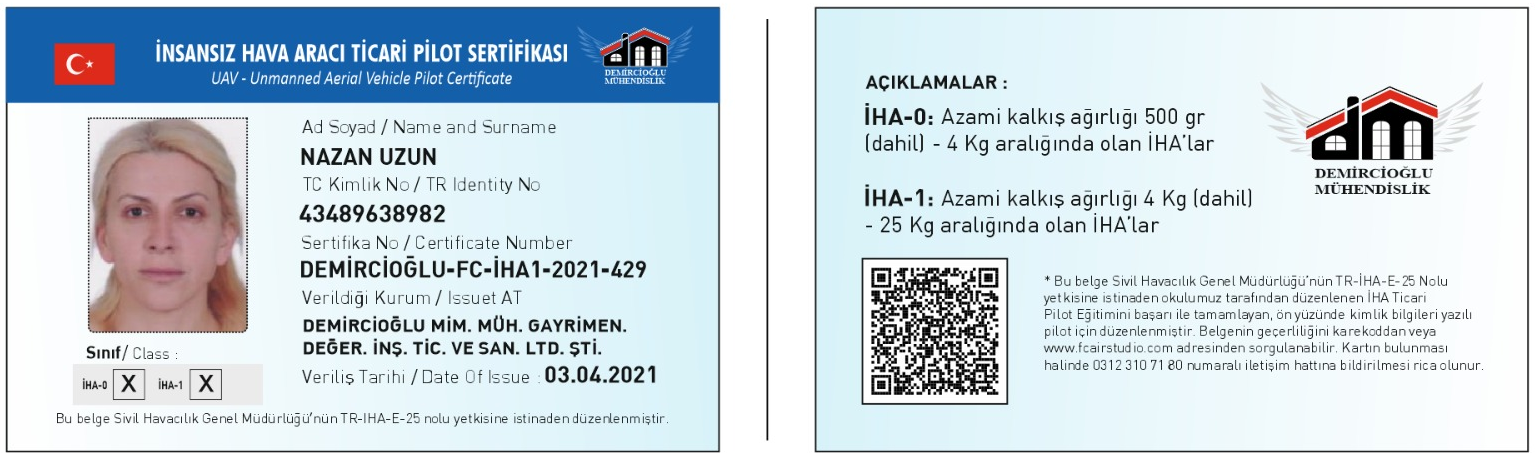 İNSANSIZ HAVA ARACI TİCARİ PİLOT SERTİFİKASI
UAV - Unmanned Aerial Vehicle Pilot Certificate
DEMİRCİOĞLU
MÜHENDİSLİK
Ad Soyad / Name and Surname
NAZAN UZUN
TC Kimlik No / TR Identity No
43489638982
Sertifika No / Certificate Number
DEMİRCİOĞLU-FC-İHA1-2021-429
Verildiği Kurum / Issuet AT
DEMİRCİOĞLU MİM. MÜH. GAYRİMEN.
DEĞER. İNŞ. TİC. VE SAN. LTD. ŞTİ.
Veriliş Tarihi / Date Of Issue : 03.04.2021
Sınıf/ Class :
İHA-0 X İHA-1 X
Bu belge Sivil Havacılık Genel Müdürlüğü'nün TR-IHA-E-25 nolu yetkisine istinaden düzenlenmiştir.
AÇIKLAMALAR :
İHA-0: Azami kalkış ağırlığı 500 gr
(dahil) - 4 Kg aralığında olan İHA'lar
İHA-1: Azami kalkış ağırlığı 4 Kg (dahil)
- 25 Kg aralığında olan İHA'lar
DEMİRCİOĞLU
MÜHENDİSLİK
* Bu belge Sivil Havacılık Genel Müdürlüğü'nün TR-İHA-E-25 Nolu
yetkisine istinaden okulumuz tarafından düzenlenen İHA Ticari
Pilot Eğitimini başarı ile tamamlayan, ön yüzünde kimlik bilgileri yazılı
pilot için düzenlenmiştir. Belgenin geçerliliğini karekoddan veya
www.fcairstudio.com adresinden sorgulanabilir. Kartın bulunması
halinde 0312 310 71 80 numaralı iletişim hattına bildirilmesi rica olunur.